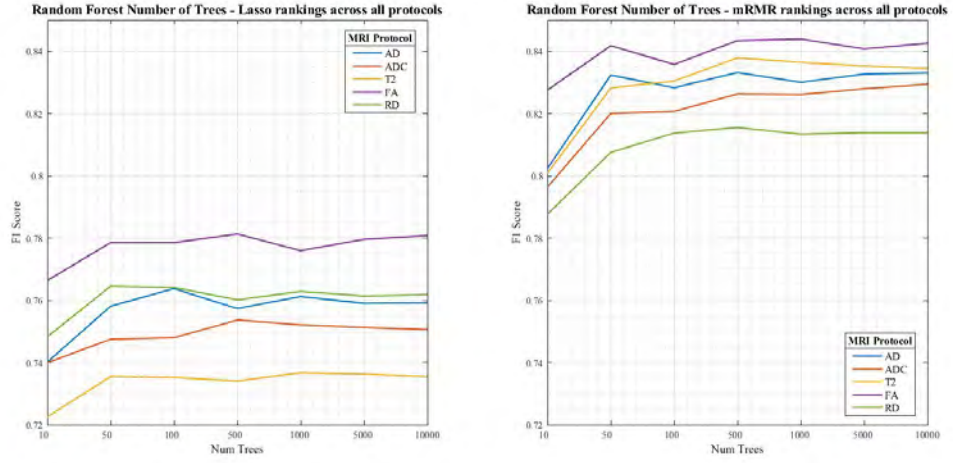 Random Forest Number of Trees - Lasso rankings across all protocols
0.84
0.82
0.8
0.78
0.76
0.74
0.72
F1 Score
MRI Protocol
AD
ADC
T2
FA
RD
10
50
100
500
1000
5000
10000
Num Trees
Random Forest Number of Trees - mRMR rankings across all protocols
0.84
0.82
0.8
0.78
0.76
0.74
0.72
F1 Score
MRI Protocol
AD
ADC
T2
FA
RD
10
50
100
500
1000
5000
10000
Num Trees